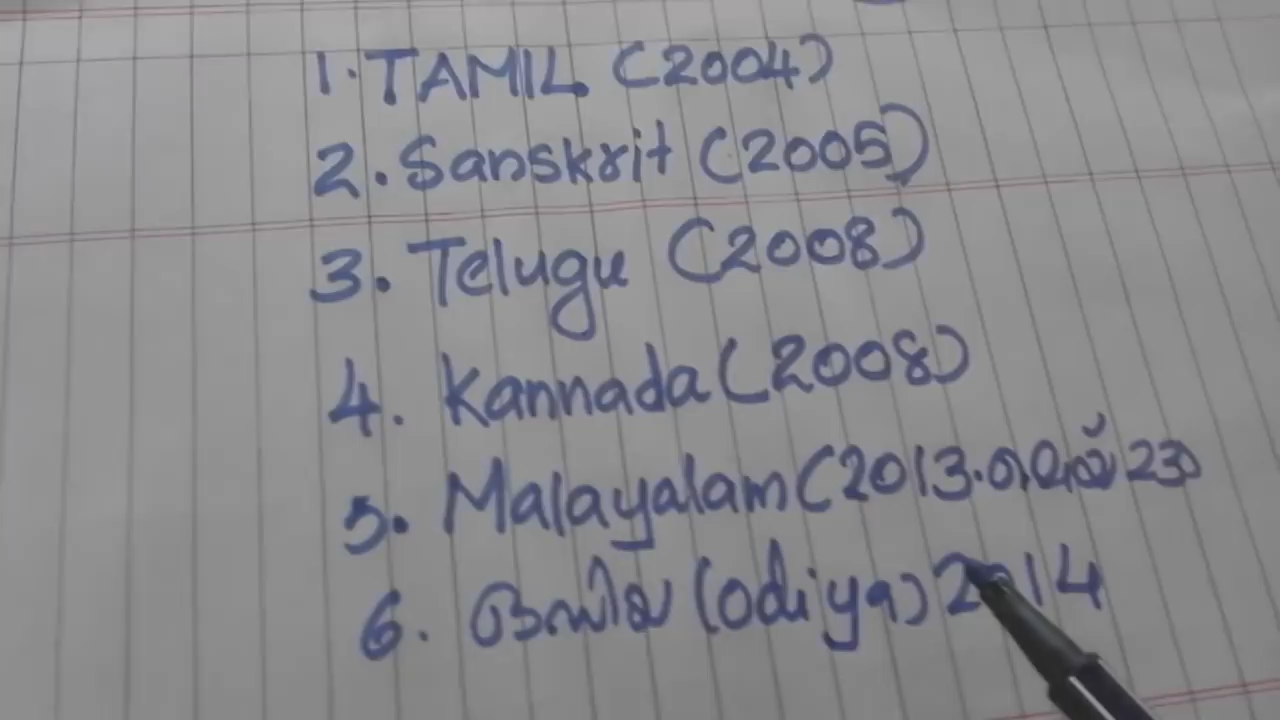 1. TAMIL (2004)
2. Sanskrit (2005)
3. Telugu (2008)
4. Kannada (2008)
5. Malayalam (2013. മെയ് 23)
6. ഒഡിയ (odiya) 2014